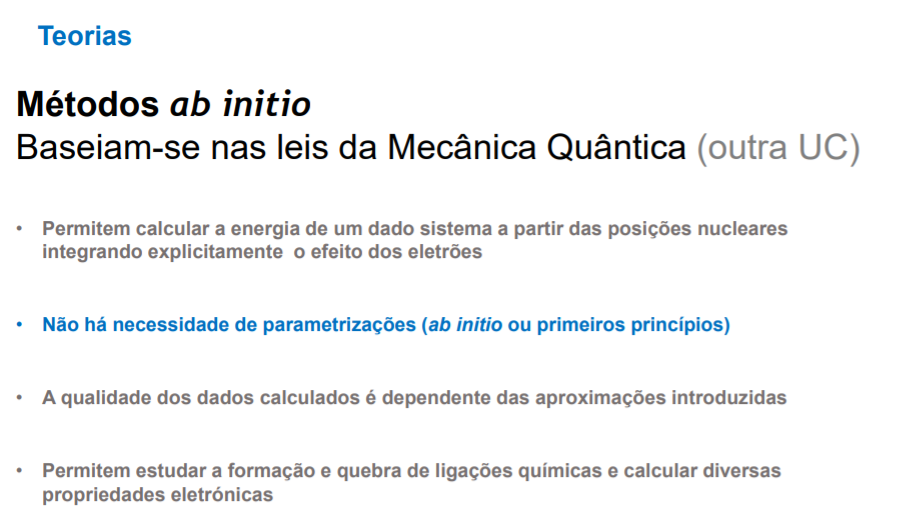 Teorias
Métodos ab initio
Baseiam-se nas leis da Mecânica Quântica (outra UC)
• Permitem calcular a energia de um dado sistema a partir das posições nucleares
integrando explicitamente o efeito dos eletrões
• Não há necessidade de parametrizações (ab initio ou primeiros princípios)
• A qualidade dos dados calculados é dependente das aproximações introduzidas
• Permitem estudar a formação e quebra de ligações químicas e calcular diversas
propriedades eletrónicas